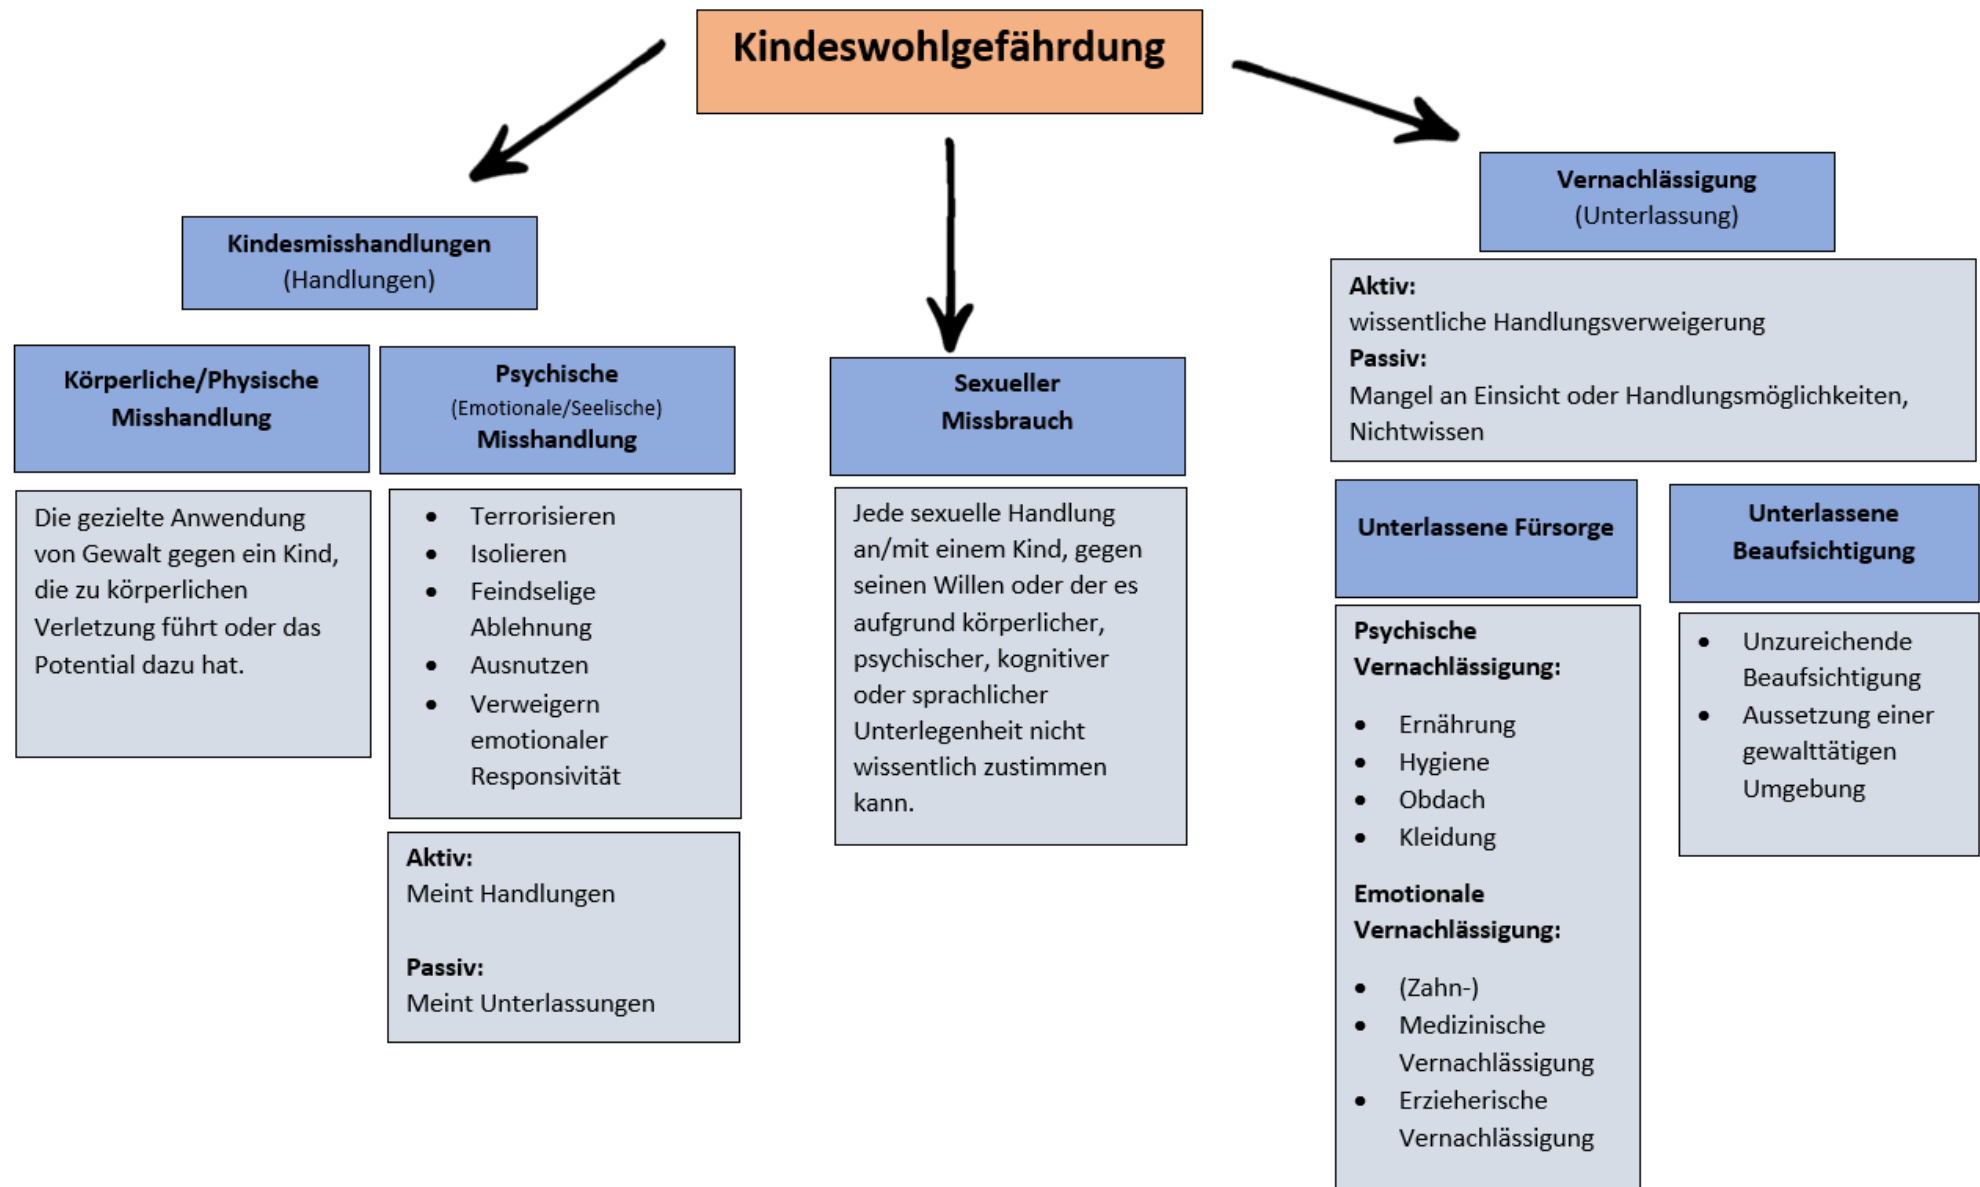 Kindeswohlgefährdung
Kindesmisshandlungen
(Handlungen)
Körperliche/Physische
Misshandlung
Die gezielte Anwendung
von Gewalt gegen ein Kind,
die zu körperlichen
Verletzung führt oder das
Potential dazu hat.
Psychische
(Emotionale/Seelische)
Misshandlung
• Terrorisieren
• Isolieren
• Feindselige
Ablehnung
• Ausnutzen
• Verweigern
emotionaler
Responsivität
Aktiv:
Meint Handlungen
Passiv:
Meint Unterlassungen
Sexueller
Missbrauch
Jede sexuelle Handlung
an/mit einem Kind, gegen
seinen Willen oder der es
aufgrund körperlicher,
psychischer, kognitiver
oder sprachlicher
Unterlegenheit nicht
wissentlich zustimmen
kann.
Vernachlässigung
(Unterlassung)
Aktiv:
wissentliche Handlungsverweigerung
Passiv:
Mangel an Einsicht oder Handlungsmöglichkeiten,
Nichtwissen
Unterlassene Fürsorge
Psychische
Vernachlässigung:
• Ernährung
• Hygiene
• Obdach
• Kleidung
Emotionale
Vernachlässigung:
• (Zahn-)
• Medizinische
Vernachlässigung
• Erzieherische
Vernachlässigung
Unterlassene
Beaufsichtigung
• Unzureichende
Beaufsichtigung
• Aussetzung einer
gewalttätigen
Umgebung